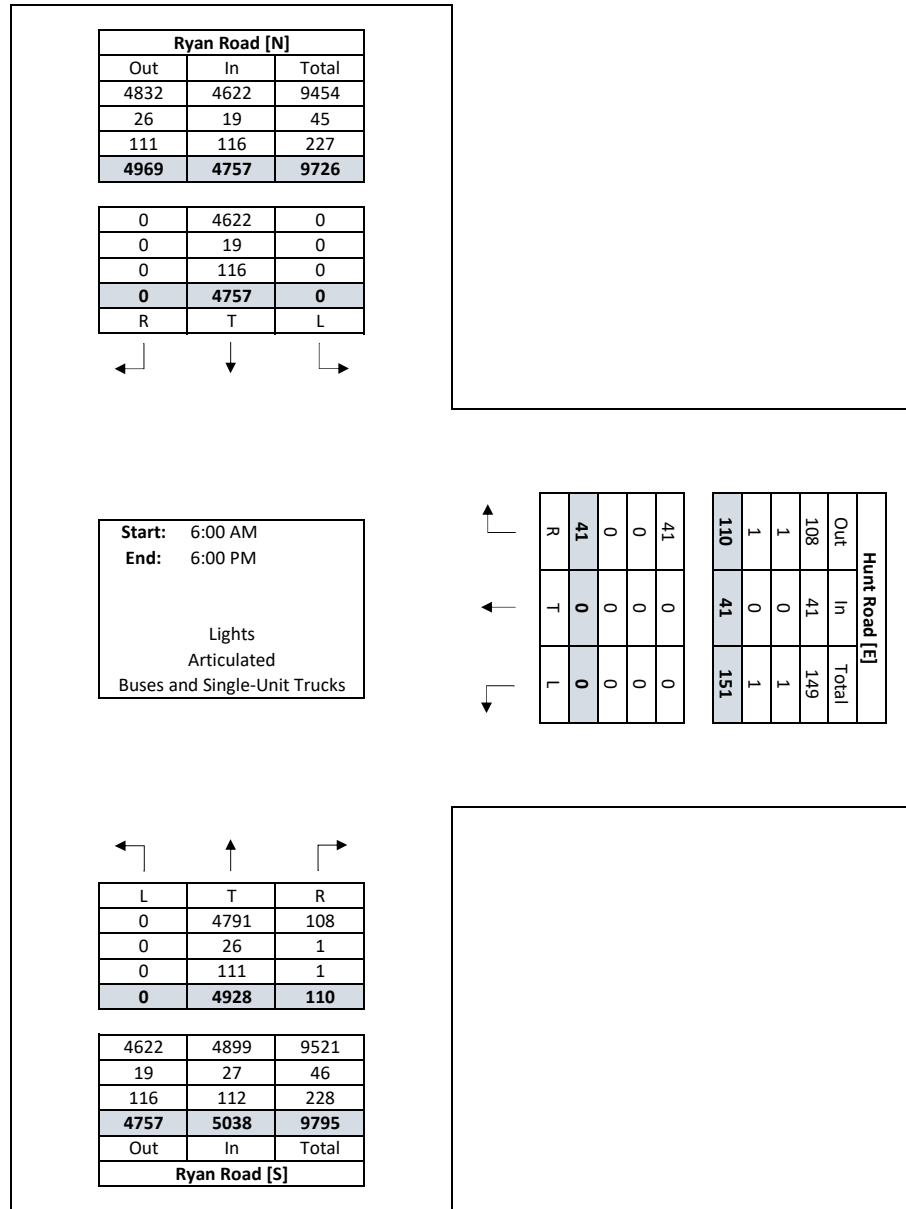 Ryan Road [N]
Out In Total
4832 4622 9454
26 19 45
111 116 227
4969 4757 9726
0 4622 0
0 19 0
0 116 0
0 4757 0
R T L
Start: 6:00 AM
End: 6:00 PM
Lights
Articulated
Buses and Single-Unit Trucks
Hunt Road [E]
Out In Total
108 41 149
1 0 1
1 0 1
110 41 151
41 0 0
0 0 0
0 0 0
41 0 0
R T L
L T R
0 4791 108
0 26 1
0 111 1
0 4928 110
4622 4899 9521
19 27 46
116 112 228
4757 5038 9795
Out In Total
Ryan Road [S]